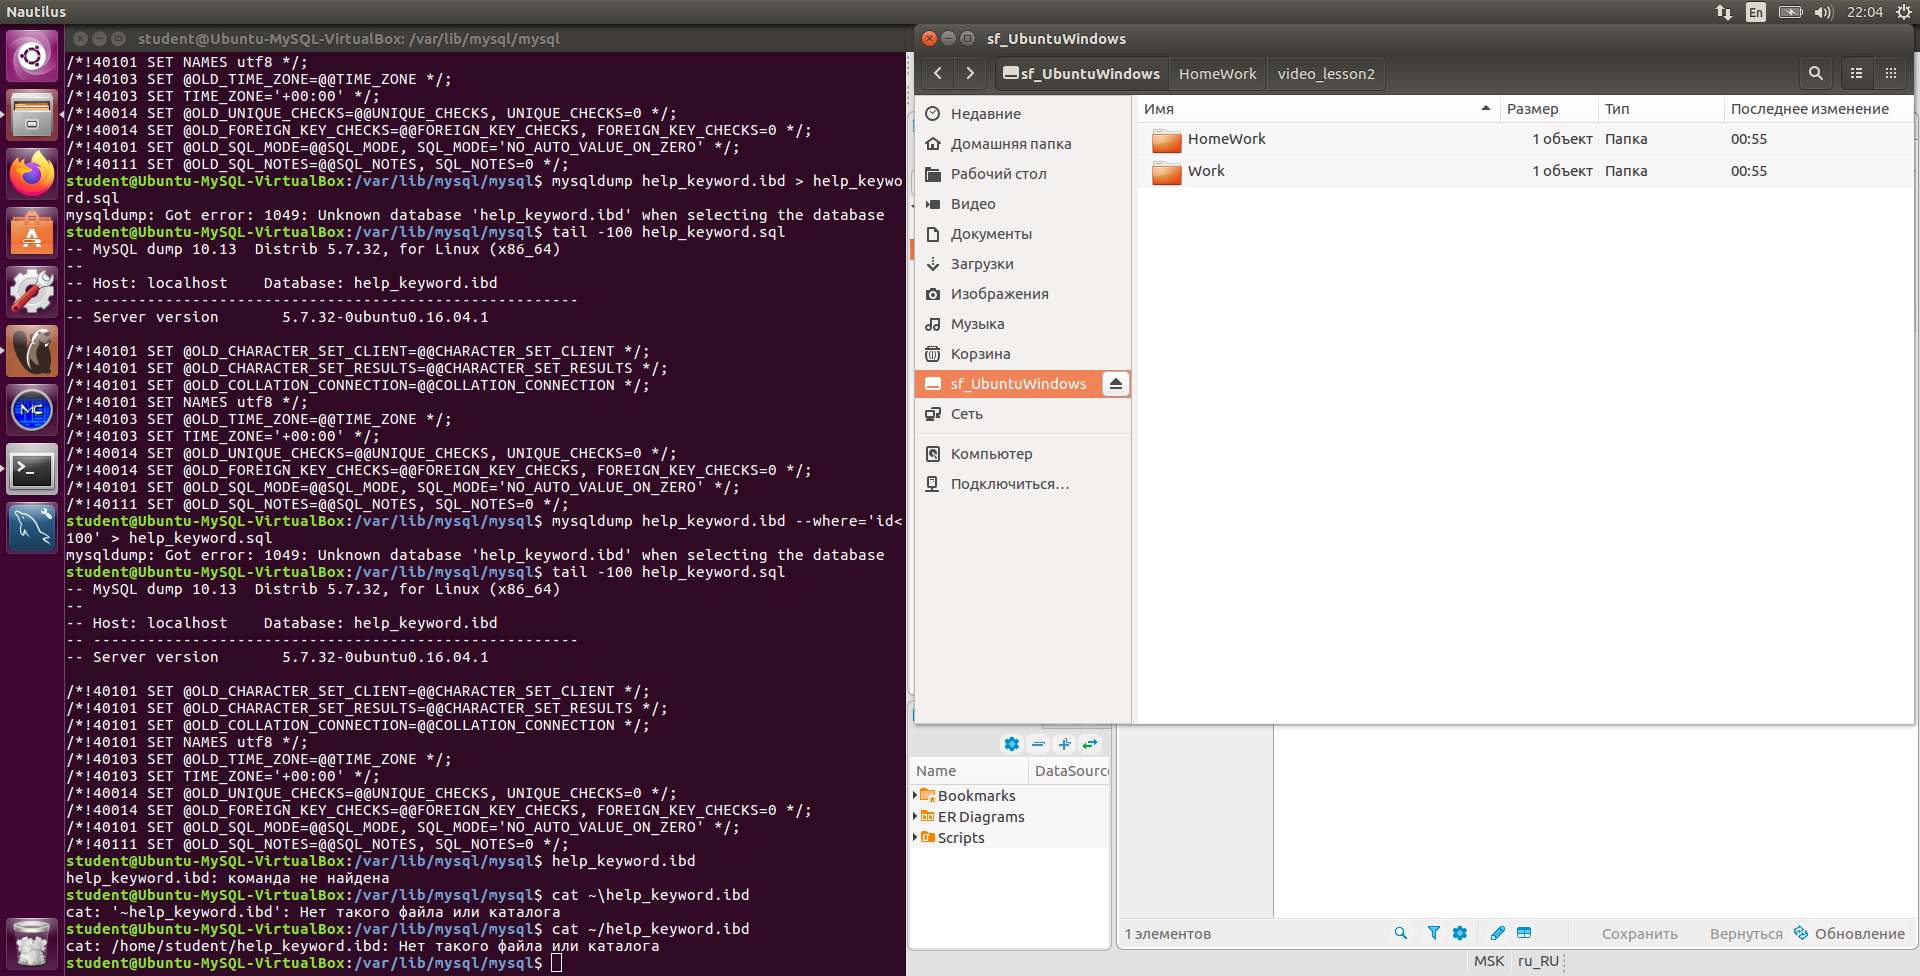 Nautilus
En
22:04
student@Ubuntu-MySQL-VirtualBox: /var/lib/mysql/mysql
/*!40101 SET NAMES utf8 */;
/*!40103 SET @OLD_TIME_ZONE=@@TIME_ZONE */;
/*!40103 SET TIME_ZONE='+00:00' */;
/*!40014 SET @OLD_UNIQUE_CHECKS=@@UNIQUE_CHECKS, UNIQUE_CHECKS=0 */;
/*!40014 SET @OLD_FOREIGN_KEY_CHECKS=@@FOREIGN_KEY_CHECKS, FOREIGN_KEY_CHECKS=0 */;
/*!40101 SET @OLD_SQL_MODE=@@SQL_MODE, SQL_MODE='NO_AUTO_VALUE_ON_ZERO' */;
/*!40111 SET @OLD_SQL_NOTES=@@SQL_NOTES, SQL_NOTES=0 */;
student@Ubuntu-MySQL-VirtualBox:/var/lib/mysql/mysql$ mysqldump help_keyword.ibd > help_keywo
rd.sql
mysqldump: Got error: 1049: Unknown database 'help_keyword.ibd' when selecting the database
student@Ubuntu-MySQL-VirtualBox:/var/lib/mysql/mysql$ tail -100 help_keyword.sql
-- MySQL dump 10.13  Distrib 5.7.32, for Linux (x86_64)
--
-- Host: localhost    Database: help_keyword.ibd
-- ------------------------------------------------------
-- Server version       5.7.32-0ubuntu0.16.04.1
/*!40101 SET @OLD_CHARACTER_SET_CLIENT=@@CHARACTER_SET_CLIENT */;
/*!40101 SET @OLD_CHARACTER_SET_RESULTS=@@CHARACTER_SET_RESULTS */;
/*!40101 SET @OLD_COLLATION_CONNECTION=@@COLLATION_CONNECTION */;
/*!40101 SET NAMES utf8 */;
/*!40103 SET @OLD_TIME_ZONE=@@TIME_ZONE */;
/*!40103 SET TIME_ZONE='+00:00' */;
/*!40014 SET @OLD_UNIQUE_CHECKS=@@UNIQUE_CHECKS, UNIQUE_CHECKS=0 */;
/*!40014 SET @OLD_FOREIGN_KEY_CHECKS=@@FOREIGN_KEY_CHECKS, FOREIGN_KEY_CHECKS=0 */;
/*!40101 SET @OLD_SQL_MODE=@@SQL_MODE, SQL_MODE='NO_AUTO_VALUE_ON_ZERO' */;
/*!40111 SET @OLD_SQL_NOTES=@@SQL_NOTES, SQL_NOTES=0 */;
student@Ubuntu-MySQL-VirtualBox:/var/lib/mysql/mysql$ mysqldump help_keyword.ibd --where='id<
100' > help_keyword.sql
mysqldump: Got error: 1049: Unknown database 'help_keyword.ibd' when selecting the database
student@Ubuntu-MySQL-VirtualBox:/var/lib/mysql/mysql$ tail -100 help_keyword.sql
-- MySQL dump 10.13  Distrib 5.7.32, for Linux (x86_64)
--
-- Host: localhost    Database: help_keyword.ibd
-- ------------------------------------------------------
-- Server version       5.7.32-0ubuntu0.16.04.1
/*!40101 SET @OLD_CHARACTER_SET_CLIENT=@@CHARACTER_SET_CLIENT */;
/*!40101 SET @OLD_CHARACTER_SET_RESULTS=@@CHARACTER_SET_RESULTS */;
/*!40101 SET @OLD_COLLATION_CONNECTION=@@COLLATION_CONNECTION */;
/*!40101 SET NAMES utf8 */;
/*!40103 SET @OLD_TIME_ZONE=@@TIME_ZONE */;
/*!40103 SET TIME_ZONE='+00:00' */;
/*!40014 SET @OLD_UNIQUE_CHECKS=@@UNIQUE_CHECKS, UNIQUE_CHECKS=0 */;
/*!40014 SET @OLD_FOREIGN_KEY_CHECKS=@@FOREIGN_KEY_CHECKS, FOREIGN_KEY_CHECKS=0 */;
/*!40101 SET @OLD_SQL_MODE=@@SQL_MODE, SQL_MODE='NO_AUTO_VALUE_ON_ZERO' */;
/*!40111 SET @OLD_SQL_NOTES=@@SQL_NOTES, SQL_NOTES=0 */;
student@Ubuntu-MySQL-VirtualBox:/var/lib/mysql/mysql$ help_keyword.ibd
help_keyword.ibd: команда не найдена
student@Ubuntu-MySQL-VirtualBox:/var/lib/mysql/mysql$ cat ~\help_keyword.ibd
cat: '~help_keyword.ibd': Нет такого файла или каталога
student@Ubuntu-MySQL-VirtualBox:/var/lib/mysql/mysql$ cat ~/help_keyword.ibd
cat: /home/student/help_keyword.ibd: Нет такого файла или каталога
student@Ubuntu-MySQL-VirtualBox:/var/lib/mysql/mysql$
MC
sf_UbuntuWindows
sf_UbuntuWindows HomeWork video_lesson2
Недавние
Домашняя папка
Рабочий стол
Видео
Документы
Загрузки
Изображения
Музыка
Корзина
sf_UbuntuWindows
Сеть
Компьютер
Подключиться…
Имя Размер Тип Последнее изменение
HomeWork 1 объект Папка 00:55
Work 1 объект Папка 00:55
Name DataSourc
Bookmarks
ER Diagrams
Scripts
1 элементов
Сохранить Вернуться Обновление
MSK ru_RU